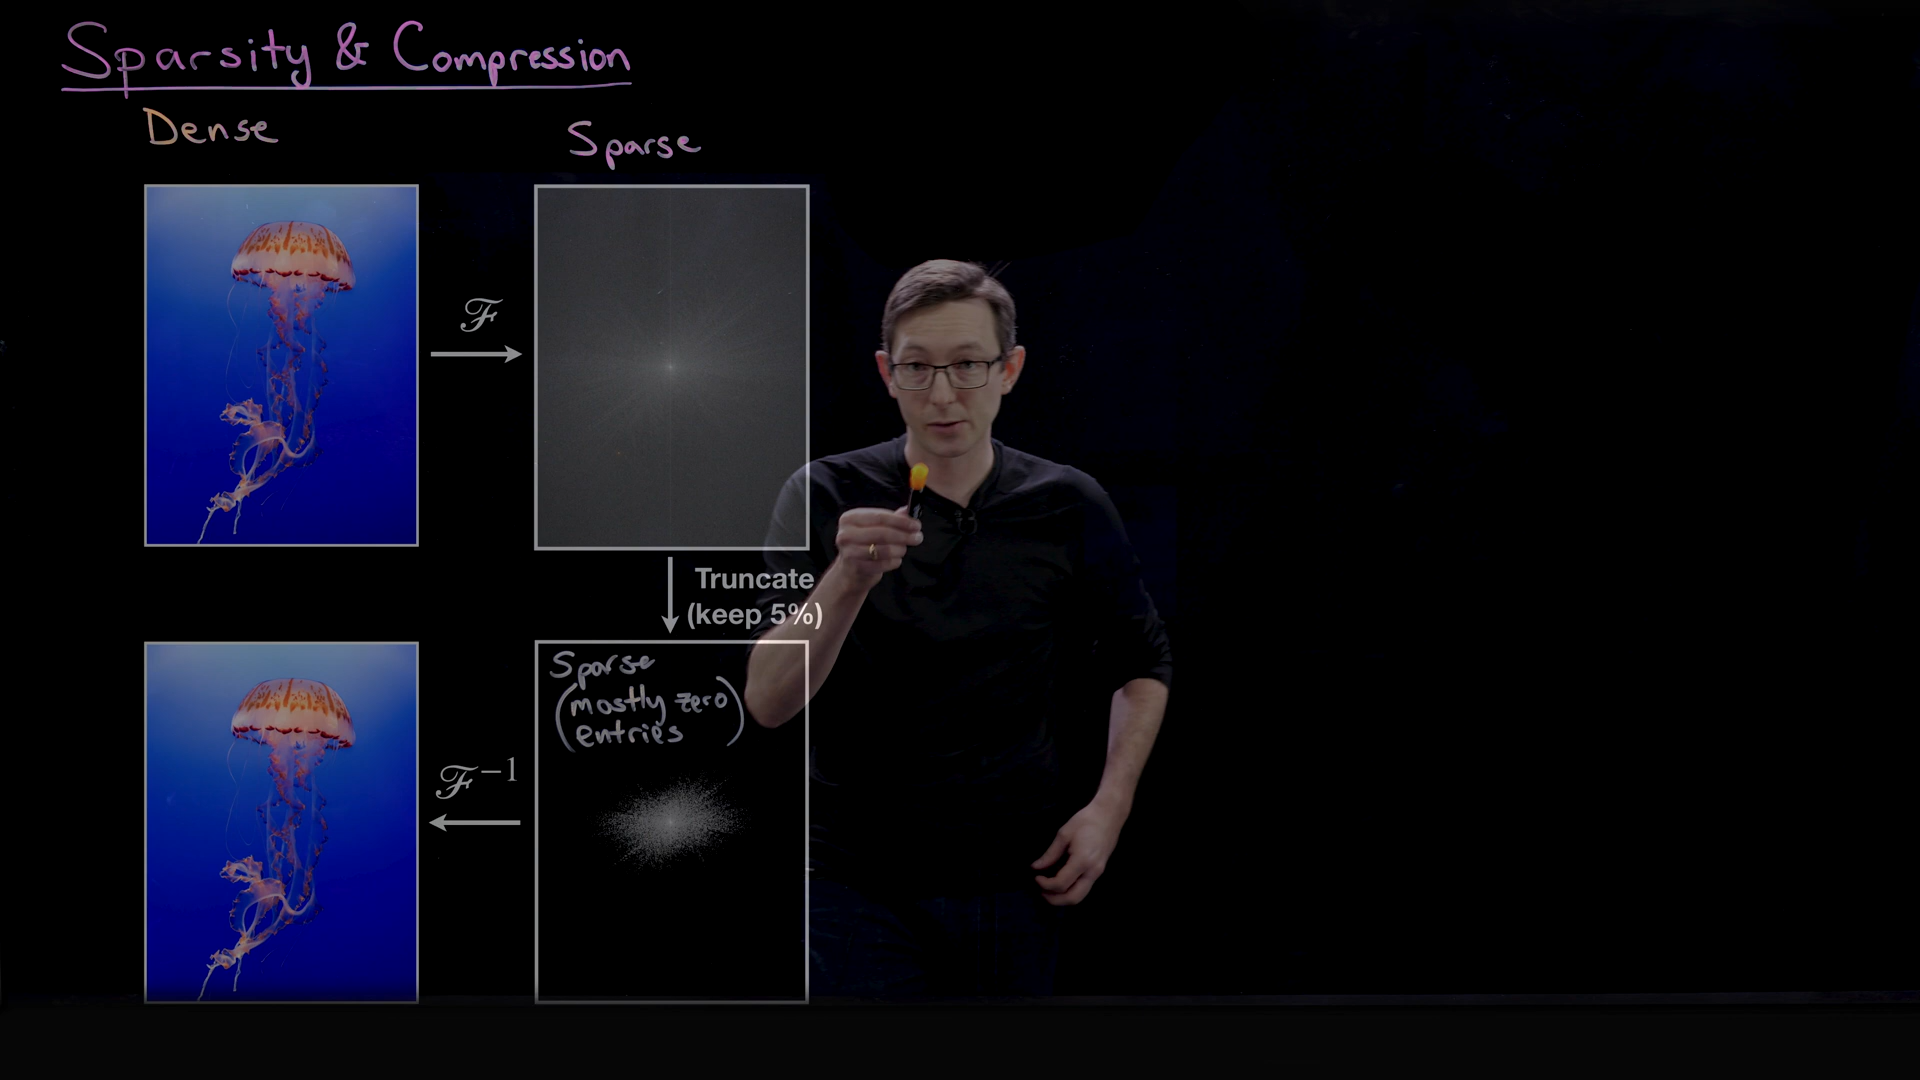 Sparsity & Compression
Dense
Sparse
ℱ
Truncate
(keep 5%)
Sparse
(mostly zero
entries)
ℱ⁻¹